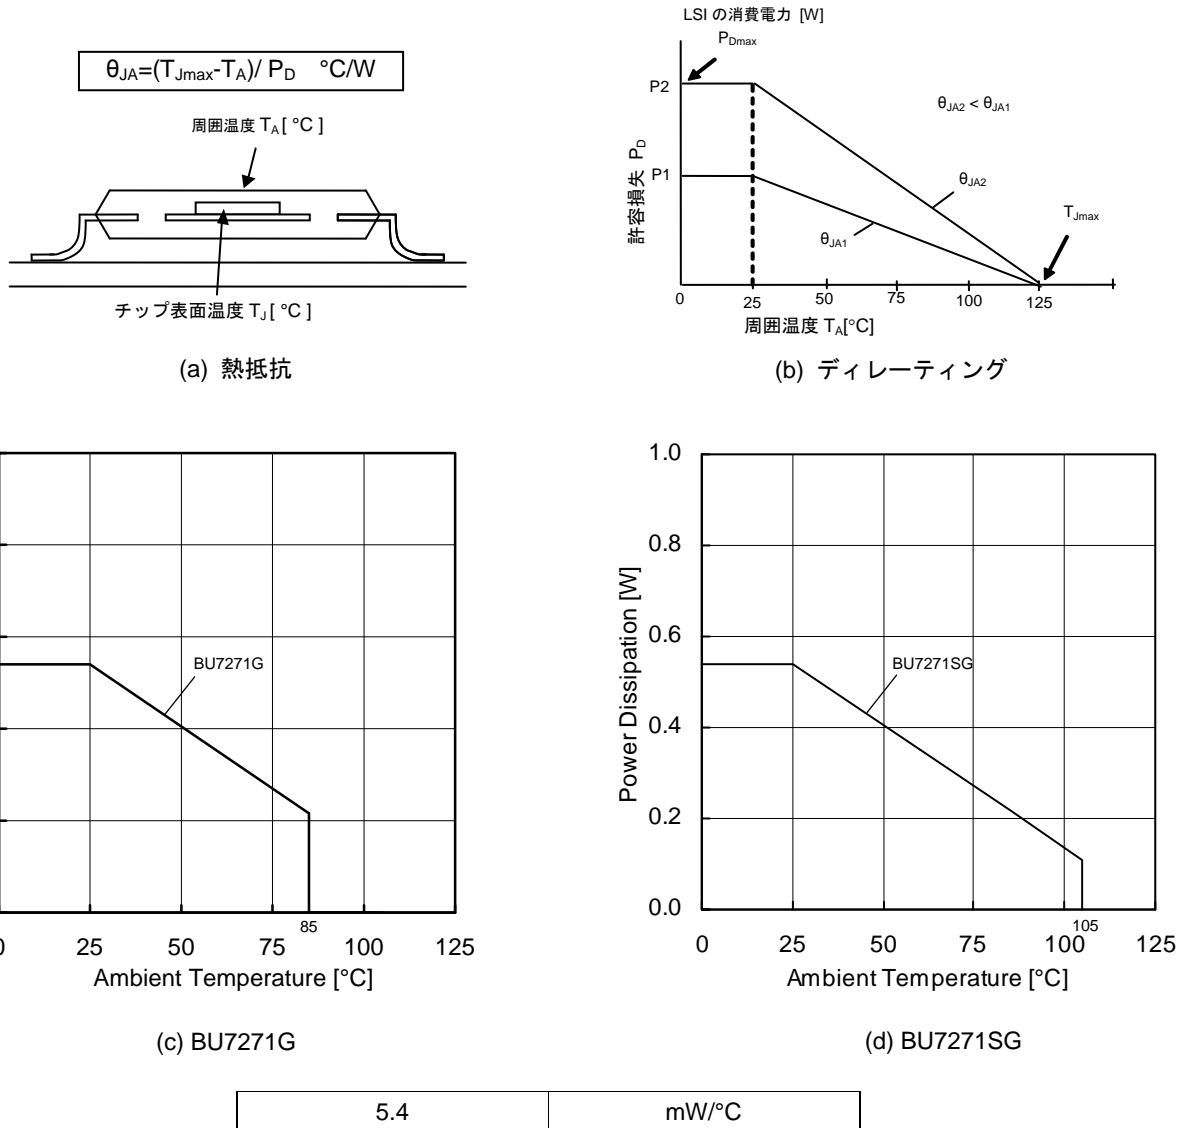 θJA=(TJmax-TA)/ PD °C/W
周囲温度 TA [ °C ]
チップ表面温度 TJ [ °C ]
(a) 熱抵抗
LSI の消費電力 [W]
PDmax
P2
θJA2 < θJA1
許容損失 PD
P1
θJA2
TJmax
θJA1
0 25 50 75 100 125
周囲温度 TA[°C]
(b) ディレーティング
BU7271G
85
0 25 50 75 100 125
Ambient Temperature [°C]
(c) BU7271G
1.0
0.8
0.6
0.4
0.2
0.0
Power Dissipation [W]
BU7271SG
105
0 25 50 75 100 125
Ambient Temperature [°C]
(d) BU7271SG
5.4 mW/°C